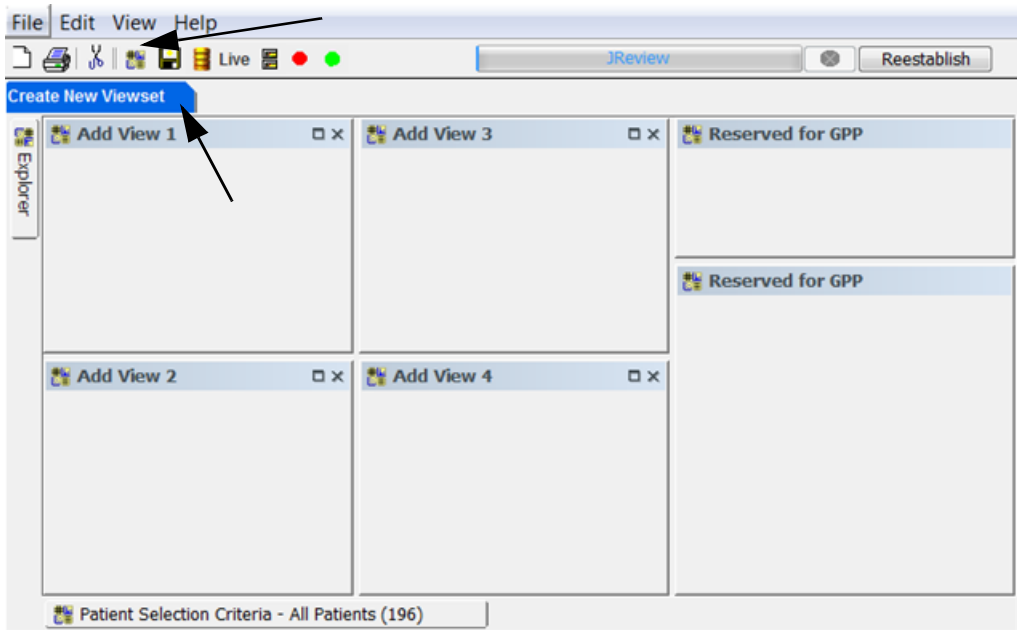 File Edit View Help
Live JReview Reestablish
Create New Viewset
Explorer
Add View 1
Add View 3
Reserved for GPP
Reserved for GPP
Add View 2
Add View 4
Patient Selection Criteria - All Patients (196)